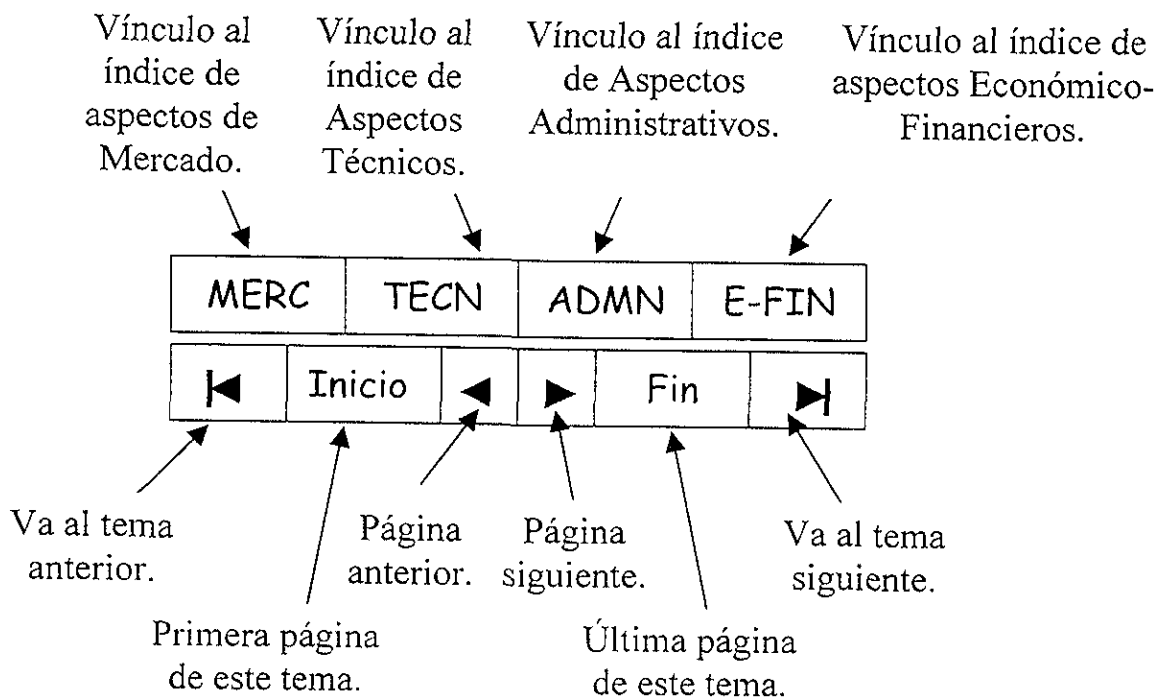 Vínculo al
índice de
aspectos de
Mercado.
Vínculo al
índice de
Aspectos
Técnicos.
Vínculo al índice
de Aspectos
Administrativos.
Vínculo al índice de
aspectos Económico-
Financieros.
MERC TECN ADMN E-FIN
Inicio Fin
Va al tema
anterior.
Página
anterior.
Página
siguiente.
Va al tema
siguiente.
Primera página
de este tema.
Última página
de este tema.